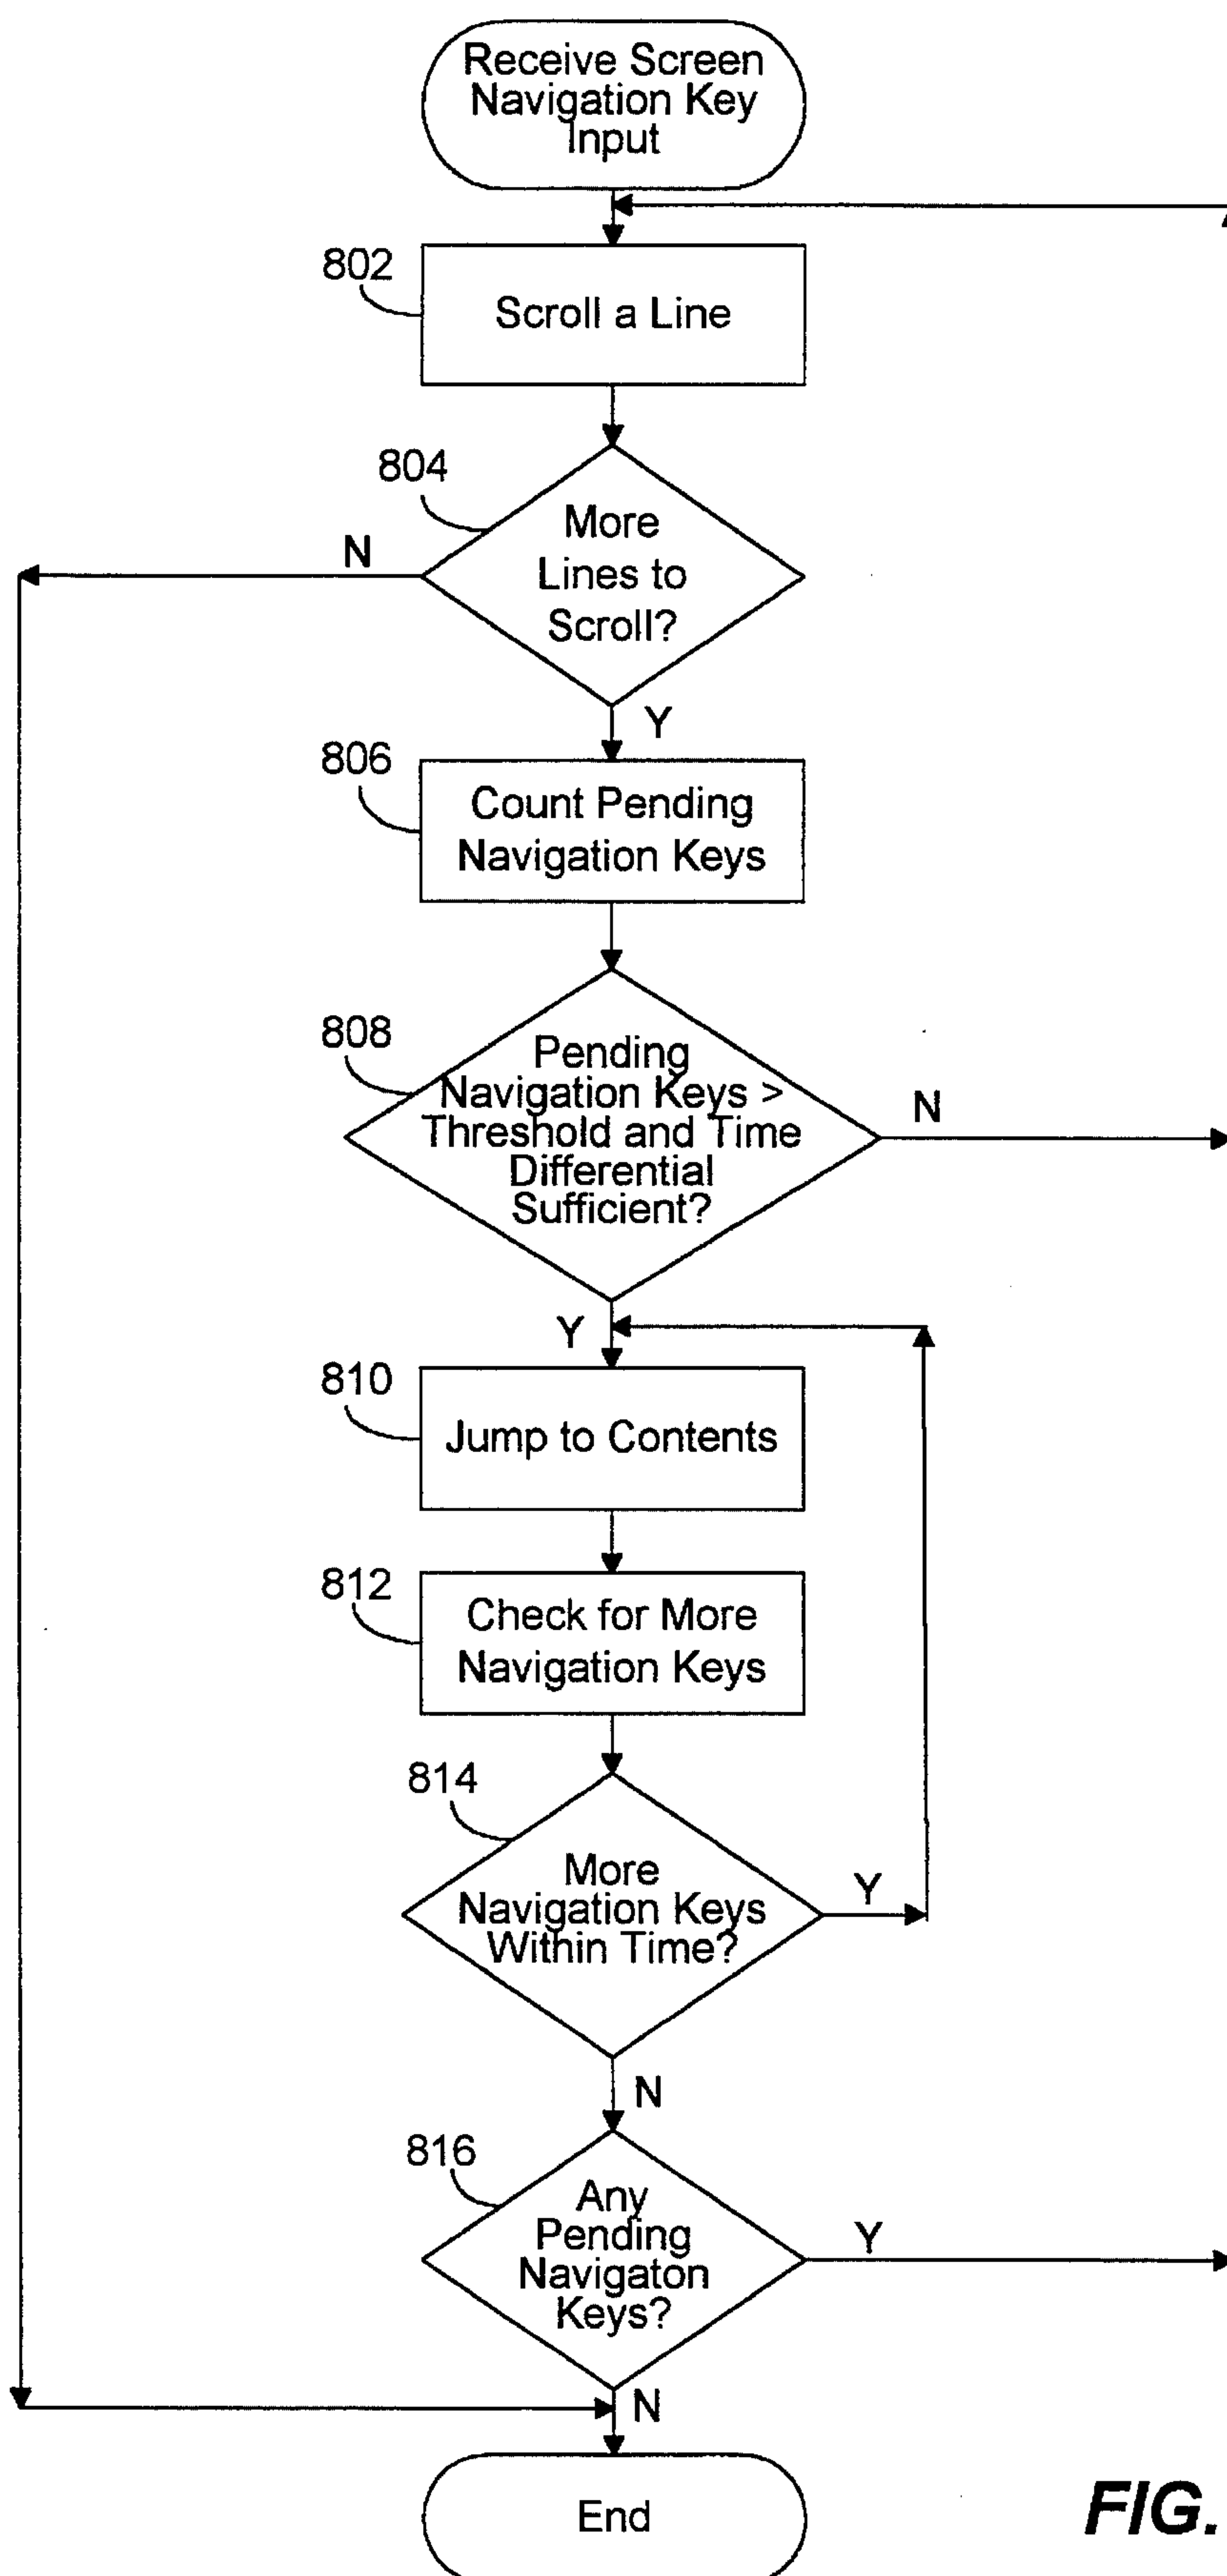 Receive Screen
Navigation Key
Input
802
Scroll a Line
804
More
Lines to
Scroll?
N
Y
806
Count Pending
Navigation Keys
808
Pending
Navigation Keys >
Threshold and Time
Differential
Sufficient?
N
Y
810
Jump to Contents
812
Check for More
Navigation Keys
814
More
Navigation Keys
Within Time?
Y
N
816
Any
Pending
Navigaton
Keys?
Y
N
End
FIG.